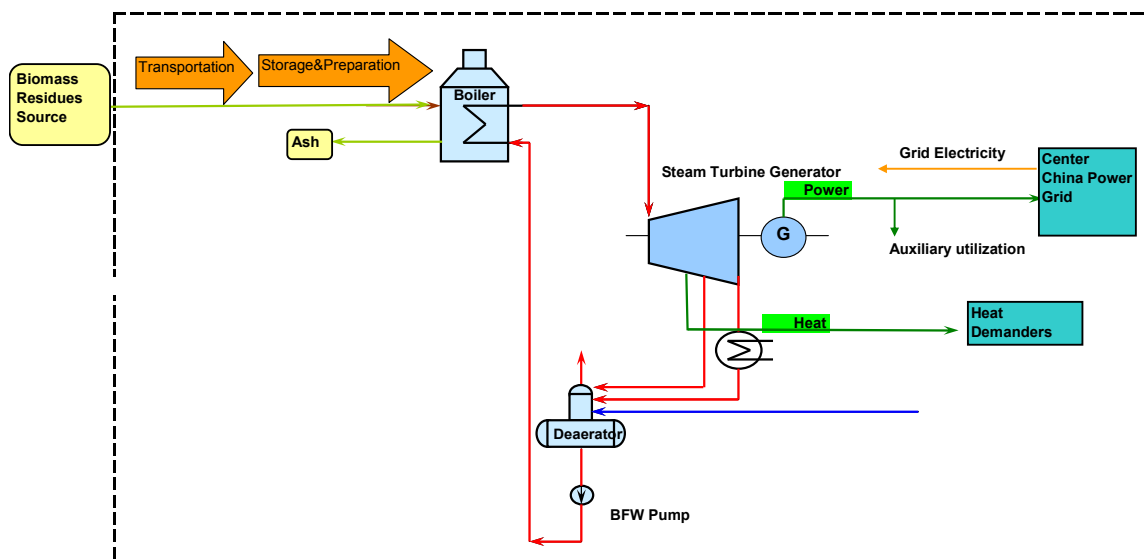 Transportation
Storage&Preparation
Biomass
Residues
Source
Boiler
Ash
Steam Turbine Generator
Grid Electricity
Center
China Power
Grid
Power
G
Auxiliary utilization
Heat
Heat
Demanders
Deaerator
BFW Pump